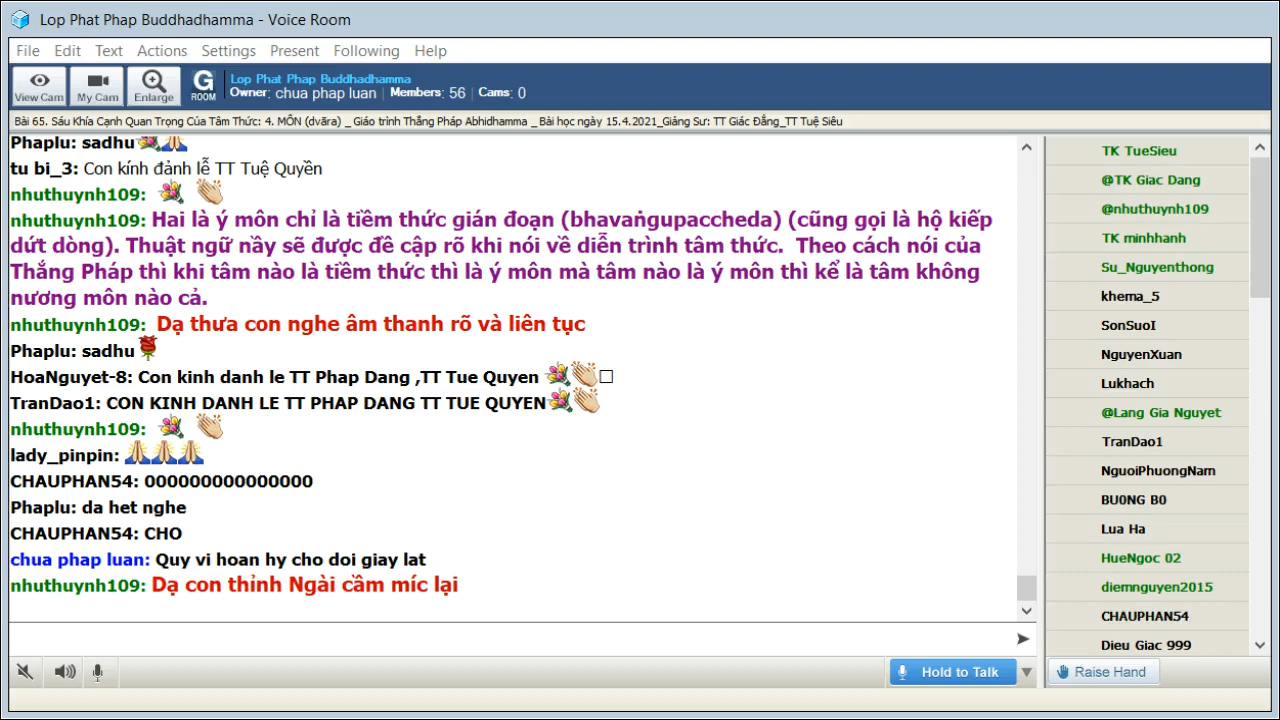 Lop Phat Phap Buddhadhamma - Voice Room
File Edit Text Actions Settings Present Following Help
View Cam My Cam Enlarge G ROOM
Lop Phat Phap Buddhadhamma
Owner: chua phap luan | Members: 56 | Cams: 0
Bài 65. Sáu Khía Cạnh Quan Trọng Của Tâm Thức: 4. MÔN (dvāra) _ Giáo trình Thắng Pháp Abhidhamma _ Bài học ngày 15.4.2021_Giảng Sư: TT Giác Đẳng_TT Tuệ Siêu
Phaplu: sadhu
tu bi_3: Con kính đảnh lễ TT Tuệ Quyền
nhuthuynh109:
nhuthuynh109: Hai là ý môn chỉ là tiềm thức gián đoạn (bhavaṅgupaccheda) (cũng gọi là hộ kiếp
dứt dòng). Thuật ngữ nầy sẽ được đề cập rõ khi nói về diễn trình tâm thức. Theo cách nói của
Thắng Pháp thì khi tâm nào là tiềm thức thì là ý môn mà tâm nào là ý môn thì kể là tâm không
nương môn nào cả.
nhuthuynh109: Dạ thưa con nghe âm thanh rõ và liên tục
Phaplu: sadhu
HoaNguyet-8: Con kinh danh le TT Phap Dang ,TT Tue Quyen
TranDao1: CON KINH DANH LE TT PHAP DANG TT TUE QUYEN
nhuthuynh109:
lady_pinpin:
CHAUPHAN54: 000000000000000
Phaplu: da het nghe
CHAUPHAN54: CHO
chua phap luan: Quy vi hoan hy cho doi giay lat
nhuthuynh109: Dạ con thỉnh Ngài cầm míc lại
Hold to Talk
TK TueSieu
@TK Giac Dang
@nhuthuynh109
TK minhhanh
Su_Nguyenthong
khema_5
SonSuoI
NguyenXuan
Lukhach
@Lang Gia Nguyet
TranDao1
NguoiPhuongNam
BU0NG B0
Lua Ha
HueNgoc 02
diemnguyen2015
CHAUPHAN54
Dieu Giac 999
Raise Hand